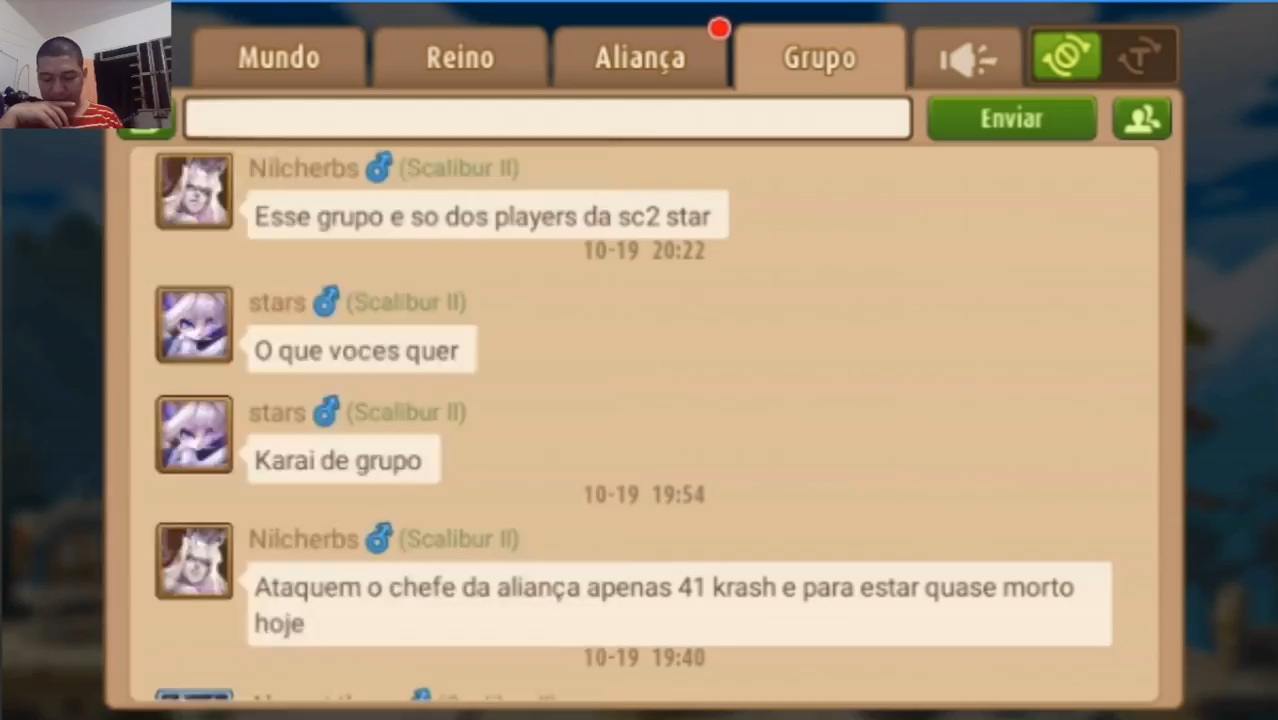 Mundo
Reino
Aliança
Grupo
Enviar
Nilcherbs (Scalibur II)
Esse grupo e so dos players da sc2 star
10-19 20:22
stars (Scalibur II)
O que voces quer
stars (Scalibur II)
Karai de grupo
10-19 19:54
Nilcherbs (Scalibur II)
Ataquem o chefe da aliança apenas 41 krash e para estar quase morto
hoje
10-19 19:40